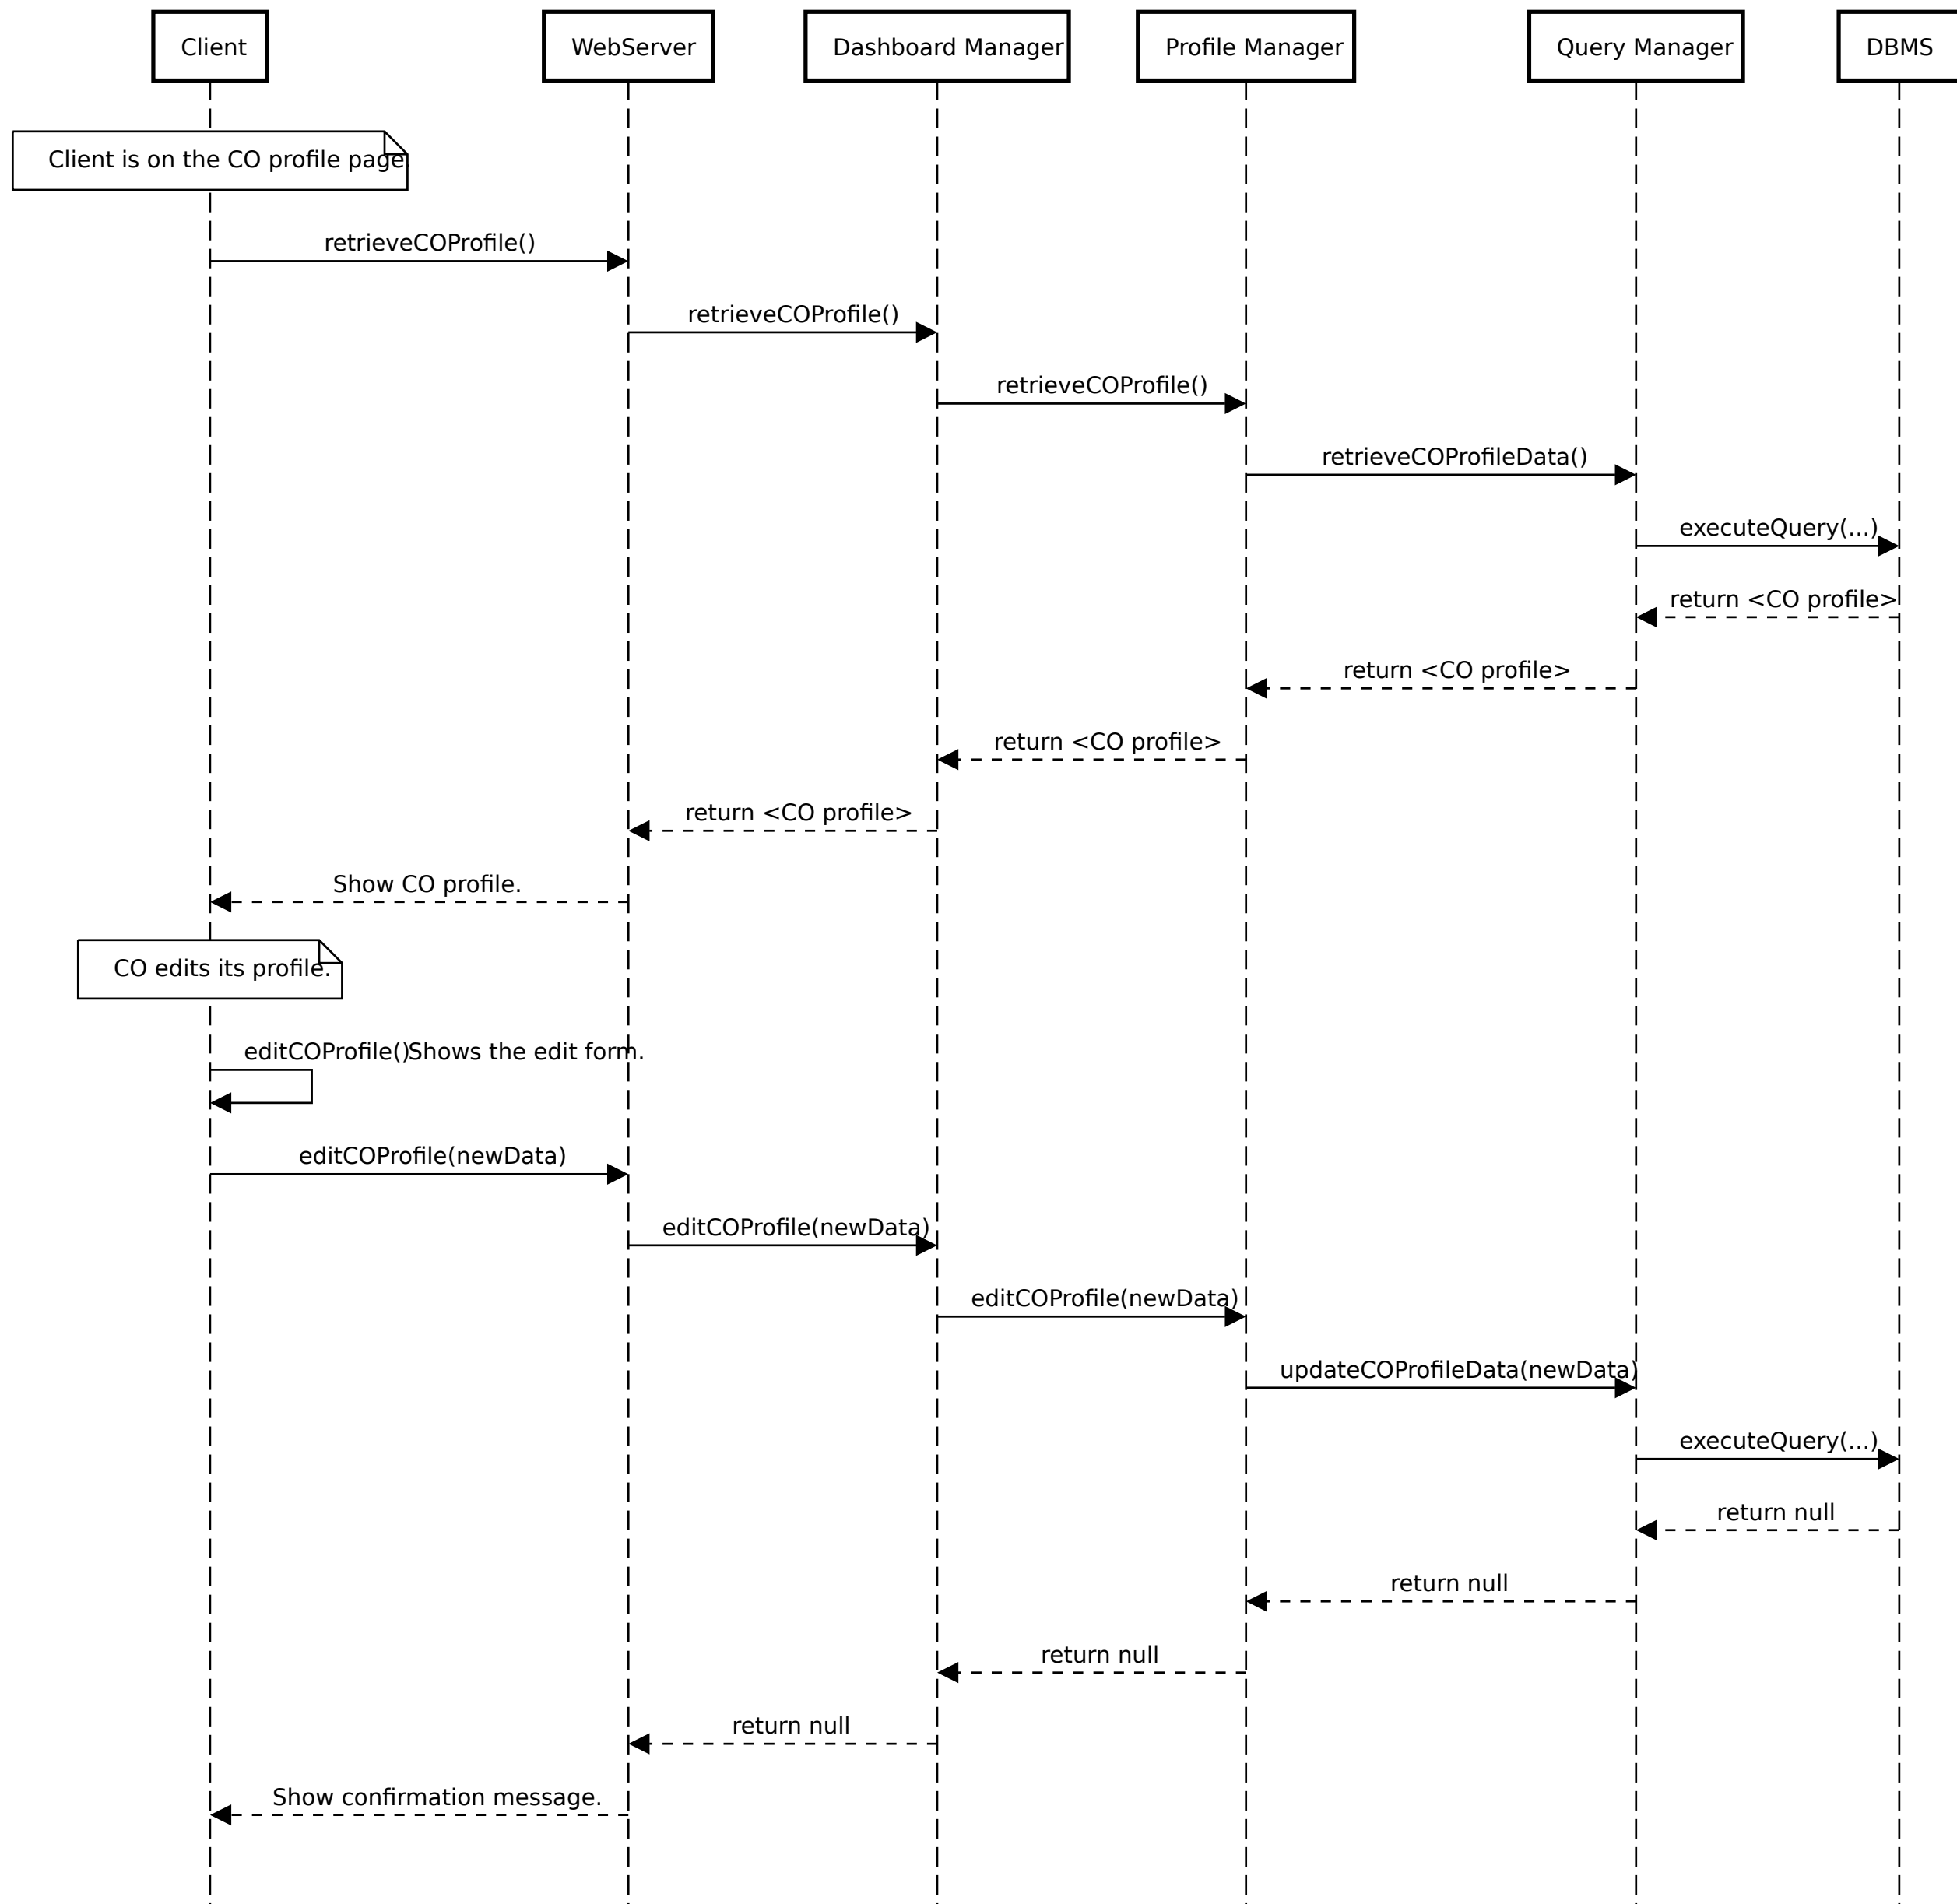 Client
WebServer
Dashboard Manager
Profile Manager
Query Manager
DBMS
Client is on the CO profile page.
retrieveCOProfile()
retrieveCOProfile()
retrieveCOProfile()
retrieveCOProfileData()
executeQuery(...)
return <CO profile>
return <CO profile>
return <CO profile>
return <CO profile>
Show CO profile.
CO edits its profile.
editCOProfile()
Shows the edit form.
editCOProfile(newData)
editCOProfile(newData)
editCOProfile(newData)
updateCOProfileData(newData)
executeQuery(...)
return null
return null
return null
return null
Show confirmation message.